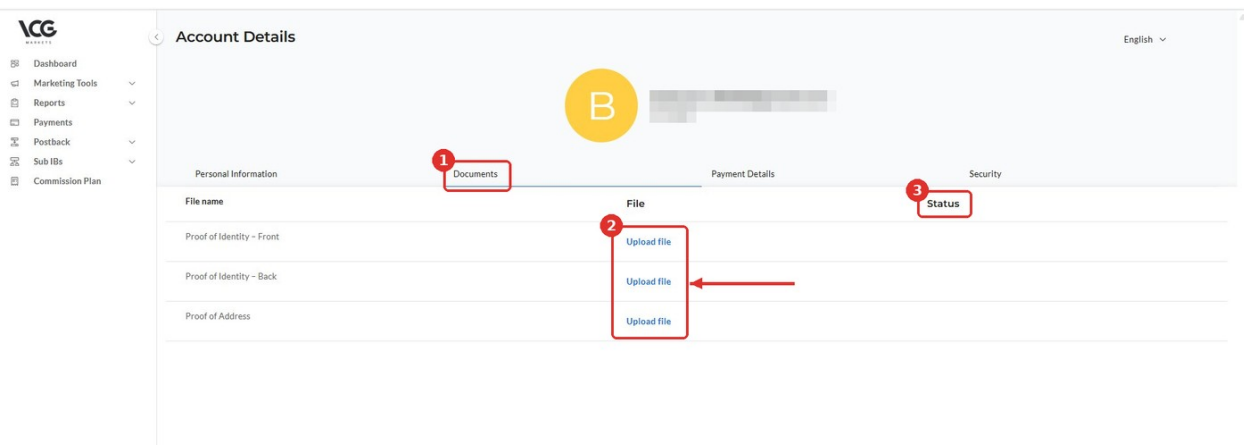 VCG
MARKETS
Account Details
English
Dashboard
Marketing Tools
Reports
Payments
Postback
Sub IBs
Commission Plan
B
1
Personal Information
Documents
Payment Details
Security
3
File name
File
Status
2
Proof of Identity – Front
Upload file
Proof of Identity – Back
Upload file
Proof of Address
Upload file